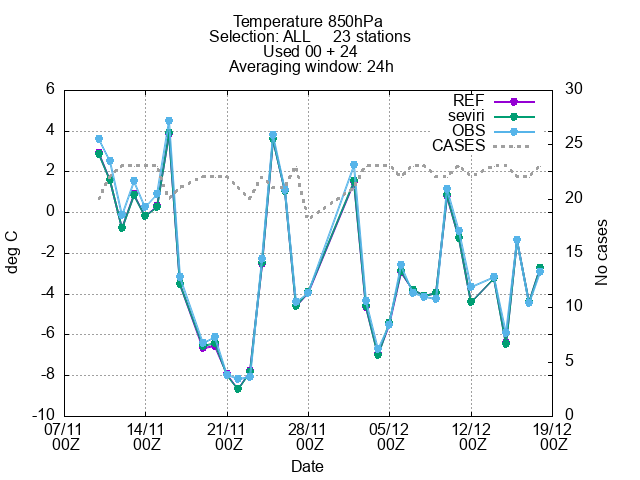 Temperature 850hPa
Selection: ALL 23 stations
Used 00 + 24
Averaging window: 24h
6
4
2
0
-2
-4
-6
-8
-10
deg C
30
25
20
15
10
5
0
No cases
REF
seviri
OBS
CASES
07/11 14/11 21/11 28/11 05/12 12/12 19/12
00Z 00Z 00Z 00Z 00Z 00Z 00Z
Date